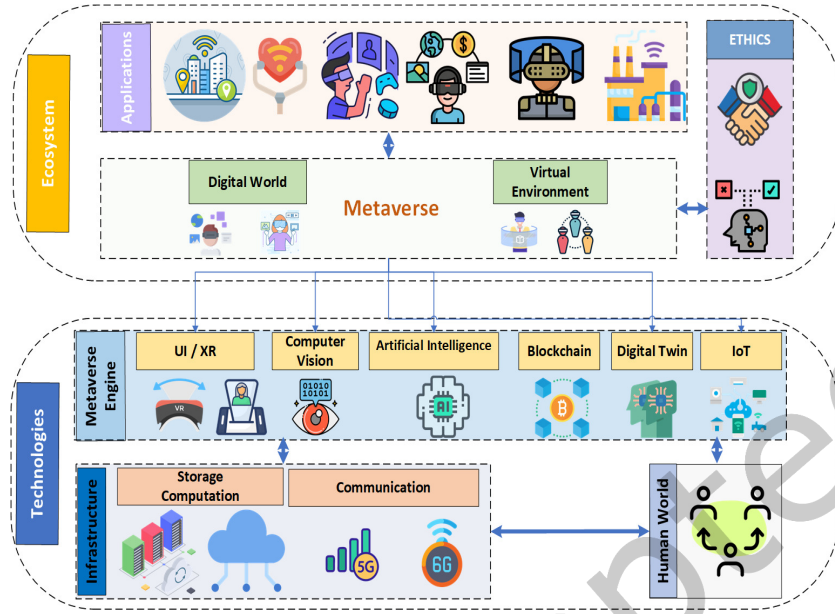 ETHICS
Applications
Ecosystem
Digital World
Virtual
Environment
Metaverse
UI / XR
Computer
Vision
Artificial Intelligence
Blockchain
Digital Twin
IoT
Metaverse
Engine
VR
01010
10101
AI
Technologies
Infrastructure
Storage
Computation
Communication
5G
6G
Human World